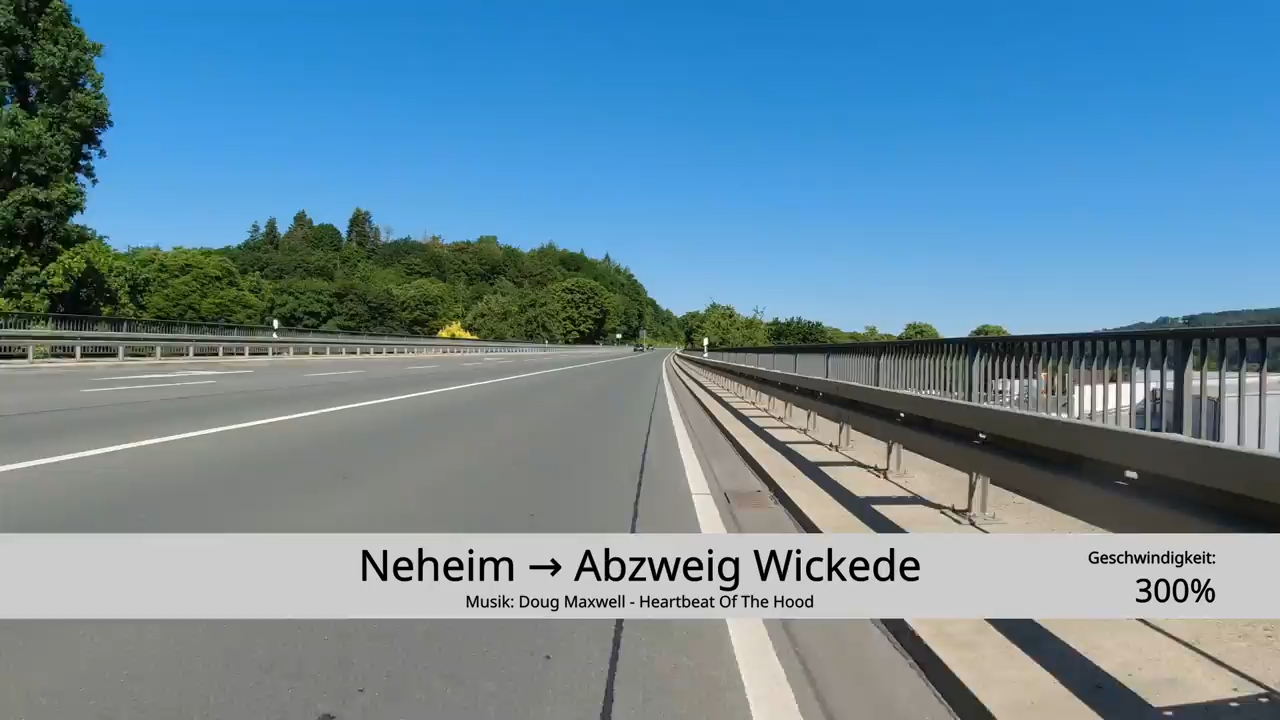 Neheim → Abzweig Wickede
Musik: Doug Maxwell - Heartbeat Of The Hood
Geschwindigkeit:
300%